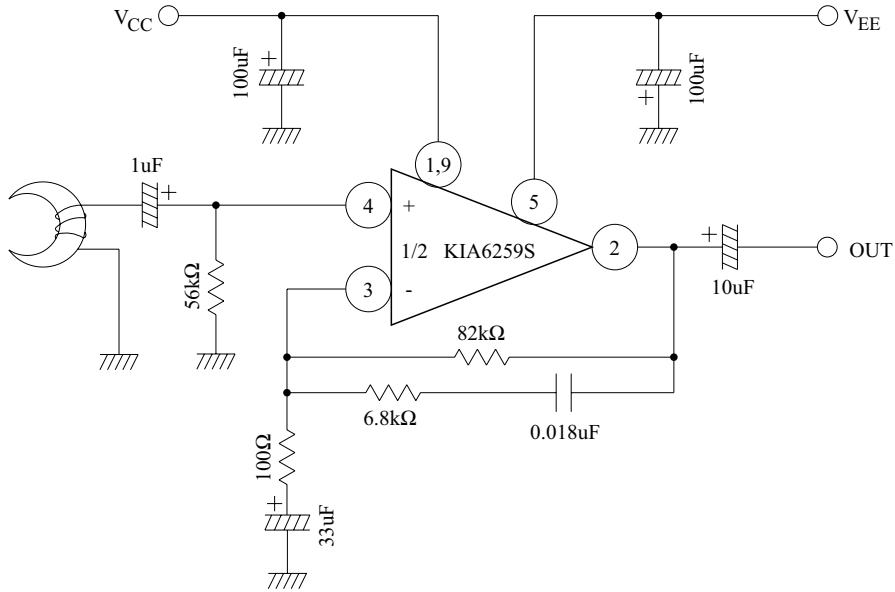 VCC
VEE
100uF
+
100uF
+
1uF
+
1,9
5
4
+
56kΩ
1/2 KIA6259S
2
+
OUT
10uF
3
-
82kΩ
6.8kΩ
0.018uF
100Ω
+
33uF